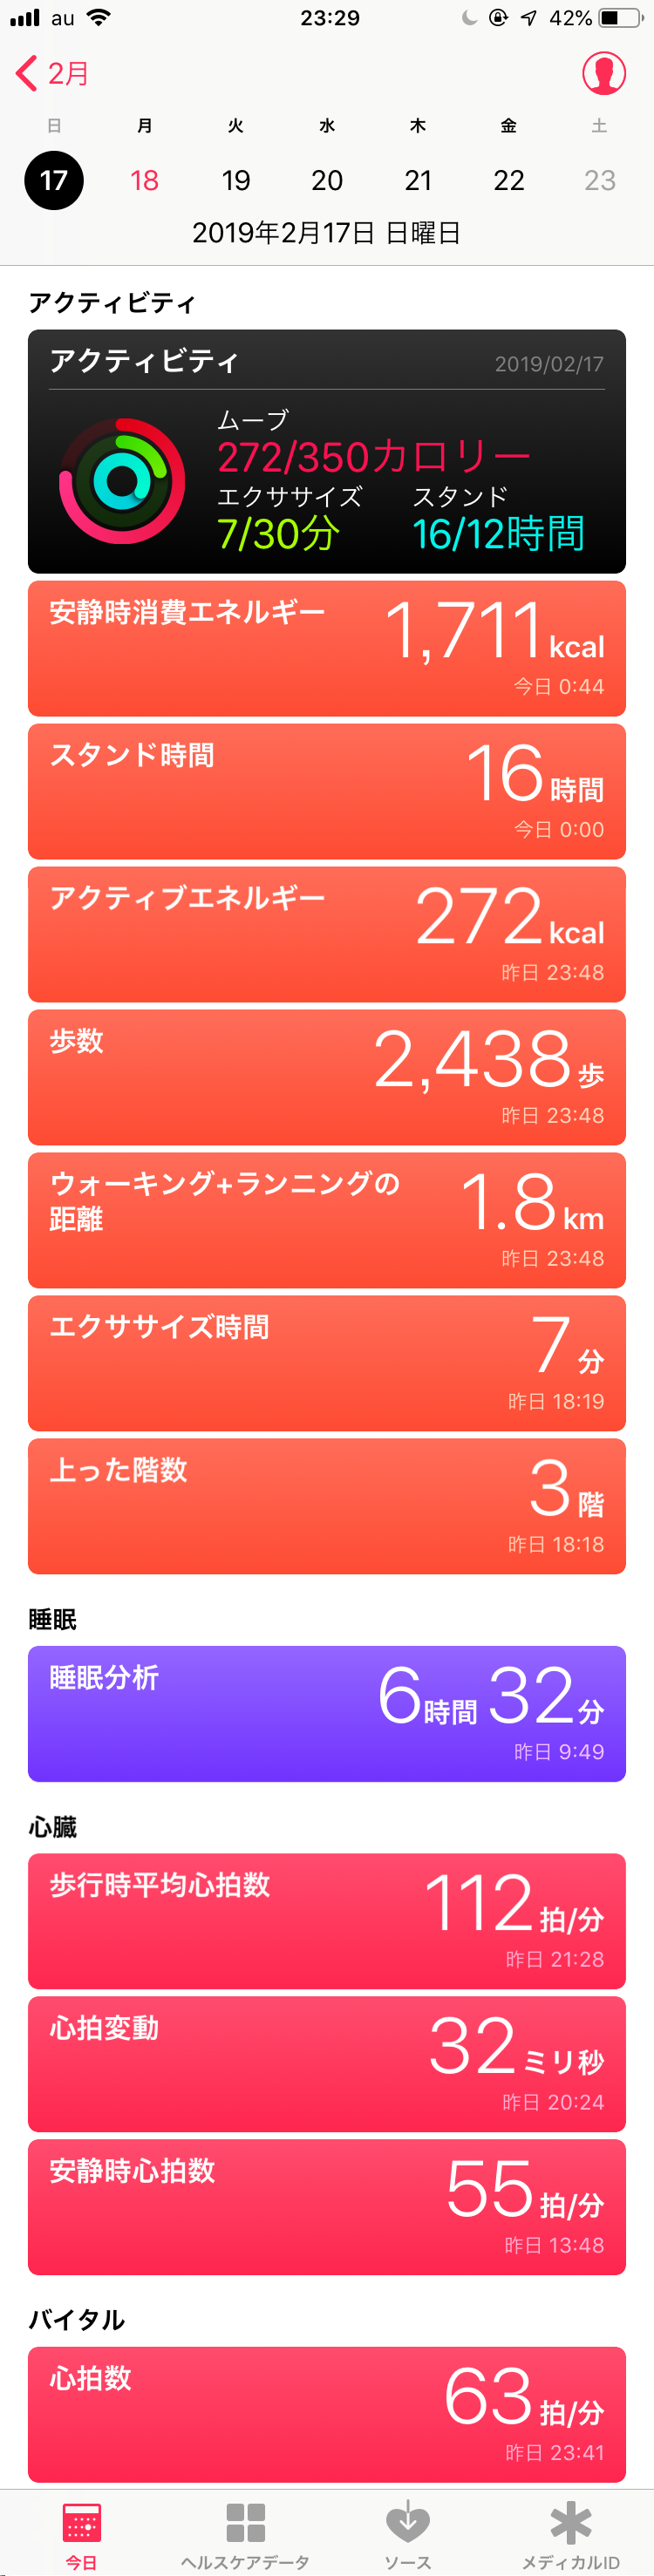 au 23:29 42%
2月
日 月 火 水 木 金 土
17 18 19 20 21 22 23
2019年2月17日 日曜日
アクティビティ
アクティビティ 2019/02/17
ムーブ
272/350カロリー
エクササイズ スタンド
7/30分 16/12時間
安静時消費エネルギー 1,711 kcal
今日 0:44
スタンド時間 16 時間
今日 0:00
アクティブエネルギー 272 kcal
昨日 23:48
歩数 2,438 歩
昨日 23:48
ウォーキング+ランニングの
距離 1.8 km
昨日 23:48
エクササイズ時間 7 分
昨日 18:19
上った階数 3 階
昨日 18:18
睡眠
睡眠分析 6時間 32分
昨日 9:49
心臓
歩行時平均心拍数 112 拍/分
昨日 21:28
心拍変動 32 ミリ秒
昨日 20:24
安静時心拍数 55 拍/分
昨日 13:48
バイタル
心拍数 63 拍/分
昨日 23:41
今日 ヘルスケアデータ ソース メディカルID